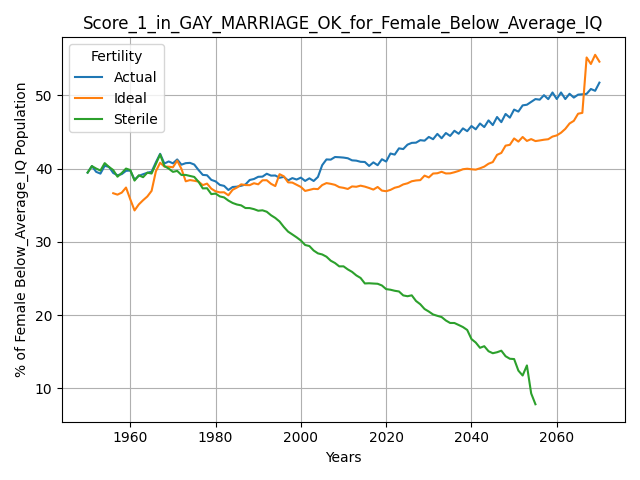 Score_1_in_GAY_MARRIAGE_OK_for_Female_Below_Average_IQ
Fertility
Actual
Ideal
Sterile
% of Female Below_Average_IQ Population
50
40
30
20
10
1960 1980 2000 2020 2040 2060
Years